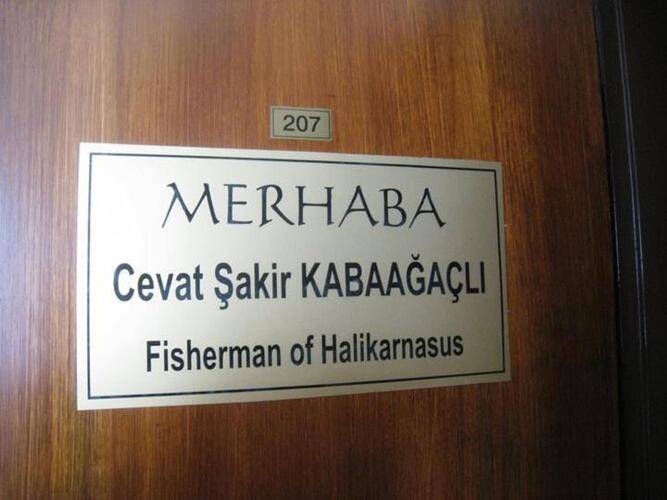 207
MERHABA
Cevat Şakir KABAAĞAÇLI
Fisherman of Halikarnasus